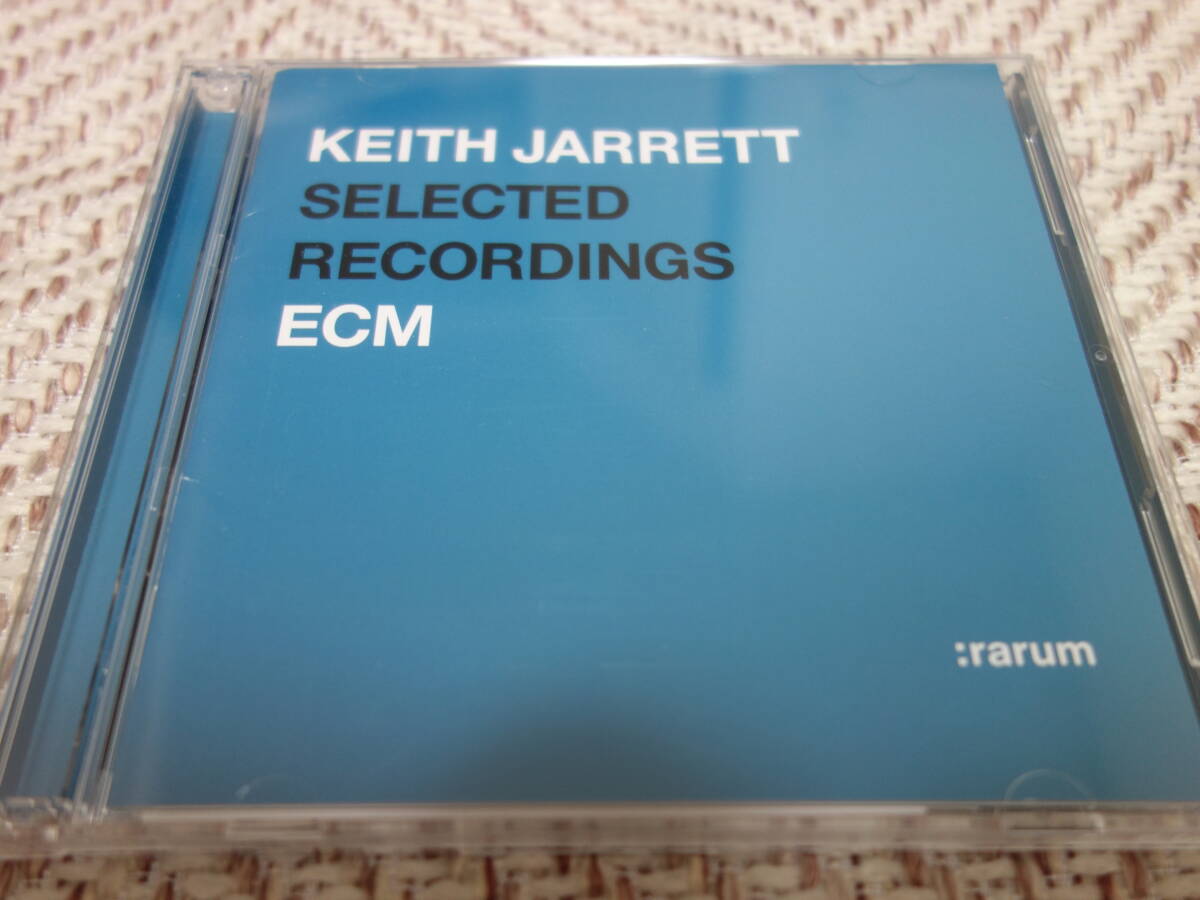 KEITH JARRETT
SELECTED
RECORDINGS
ECM
:rarum